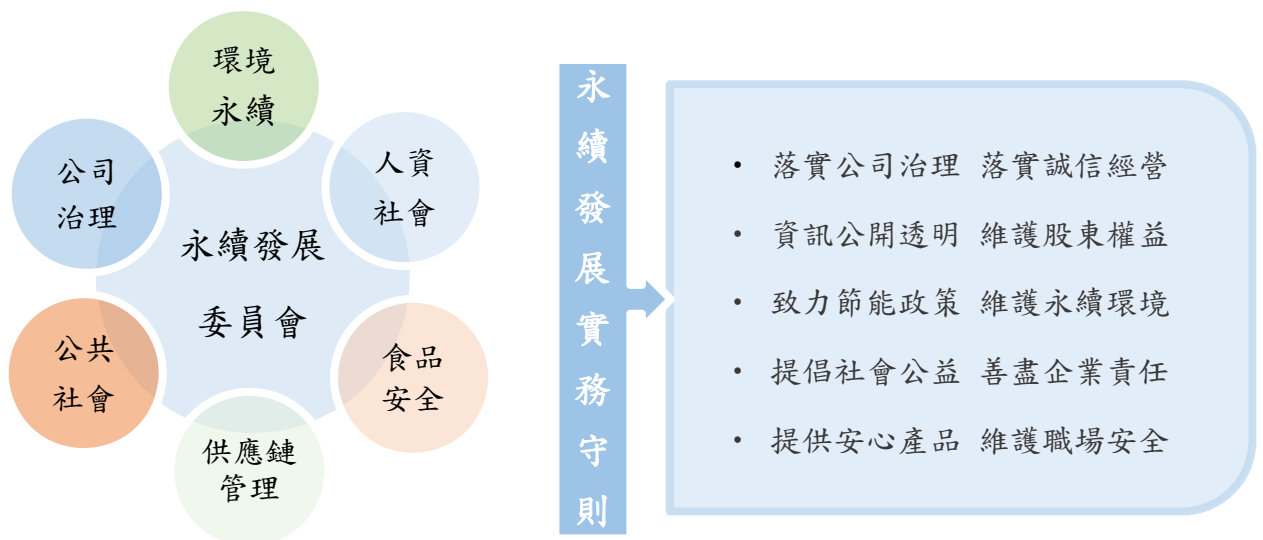 環境
永續
人資
社會
食品
安全
供應鏈
管理
公共
社會
公司
治理
永續發展
委員會
永續發展實務守則
• 落實公司治理 落實誠信經營
• 資訊公開透明 維護股東權益
• 致力節能政策 維護永續環境
• 提倡社會公益 善盡企業責任
• 提供安心產品 維護職場安全